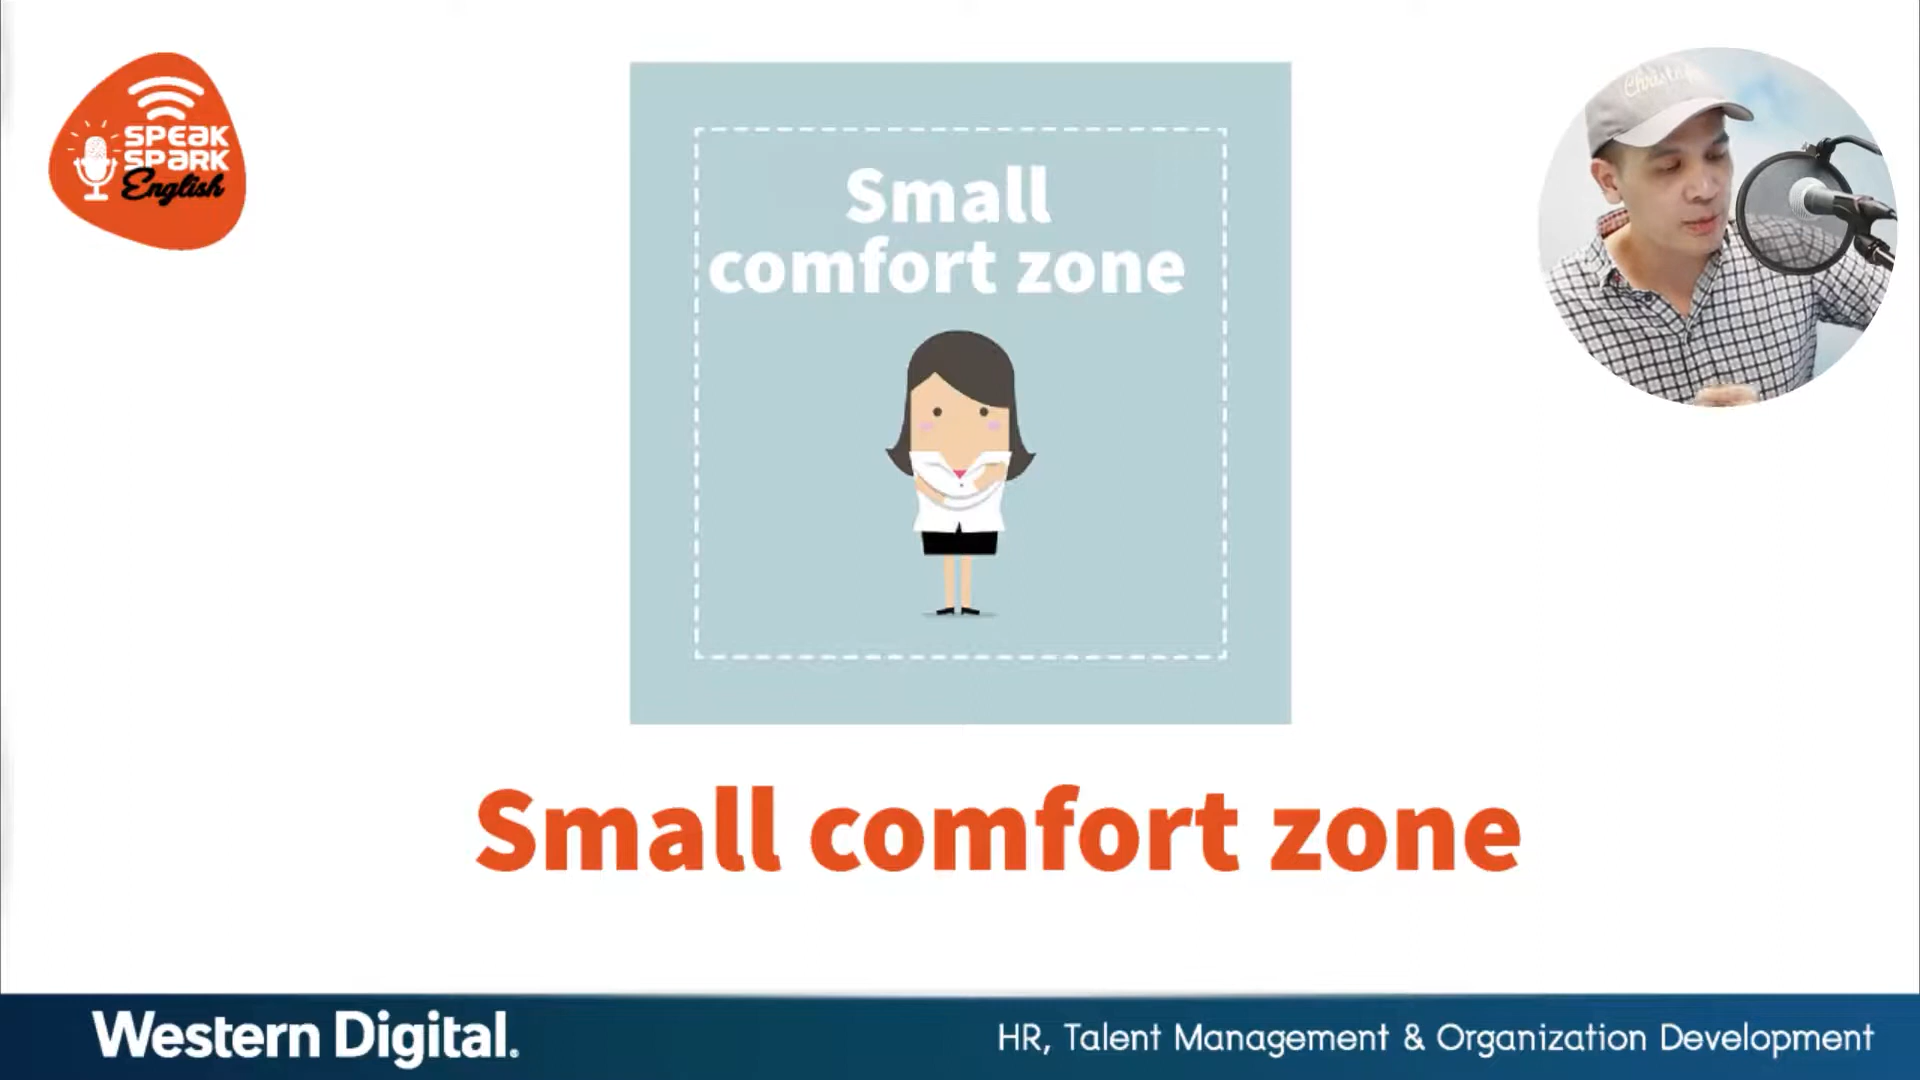 SPEAK
SPARK
English
Small
comfort zone
Small comfort zone
Western Digital.
HR, Talent Management & Organization Development